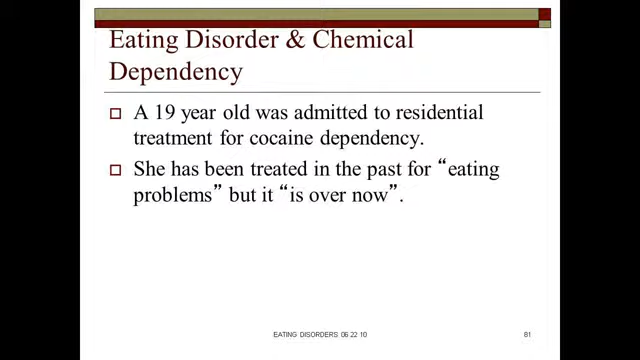 Eating Disorder & Chemical
Dependency
A 19 year old was admitted to residential
treatment for cocaine dependency.
She has been treated in the past for “eating
problems” but it “is over now”.
EATING DISORDERS 06 22 10
81